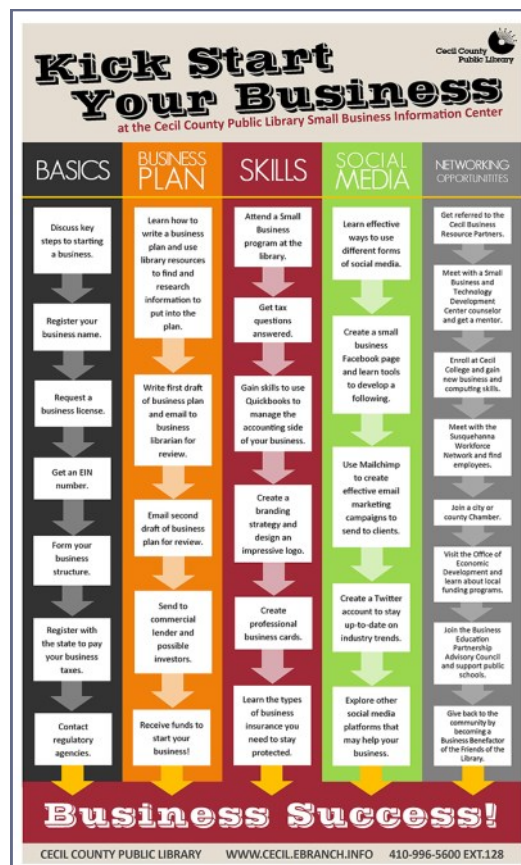 Cecil County
Public Library
Kick Start
Your Business
at the Cecil County Public Library Small Business Information Center
BASICS
Discuss key
steps to starting
a business.
Register your
business name.
Request a
business license.
Get an EIN
number.
Form your
business
structure.
Register with
the state to pay
your business
taxes.
Contact
regulatory
agencies.
BUSINESS
PLAN
Learn how to
write a business
plan and use
library resources
to find and
research
information to
put into the
plan.
Write first draft
of business plan
and email to
business
librarian for
review.
Email second
draft of business
plan for review.
Send to
commercial
lender and
possible
investors.
Receive funds to
start your
business!
SKILLS
Attend a Small
Business
program at the
library.
Get tax
questions
answered.
Gain skills to use
Quickbooks to
manage the
accounting side
of your business.
Create a
branding
strategy and
design an
impressive logo.
Create
professional
business cards.
Learn the types
of business
insurance you
need to stay
protected.
SOCIAL
MEDIA
Learn effective
ways to use
different forms
of social media.
Create a small
business
Facebook page
and learn tools
to develop a
following.
Use Mailchimp
to create
effective email
marketing
campaigns to
send to clients.
Create a Twitter
account to stay
up-to-date on
industry trends.
Explore other
social media
platforms that
may help your
business.
NETWORKING
OPPORTUNITITES
Get referred to the
Cecil Business
Resource Partners.
Meet with a Small
Business and
Technology
Development
Center counselor
and get a mentor.
Enroll at Cecil
College and gain
new business and
computing skills.
Meet with the
Susquehanna
Workforce
Network and find
employees.
Join a city or
county Chamber.
Visit the Office of
Economic
Development and
learn about local
funding programs.
Join the Business
Education
Partnership
Advisory Council
and support public
schools.
Give back to the
community by
becoming a
Business Benefactor
of the Friends of the
Library.
Business Success!
CECIL COUNTY PUBLIC LIBRARY WWW.CECIL.EBRANCH.INFO 410-996-5600 EXT.128